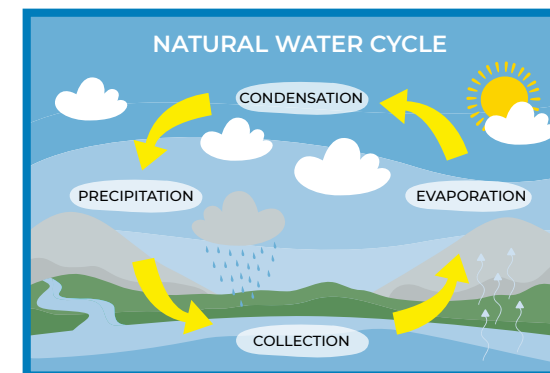 NATURAL WATER CYCLE
CONDENSATION
PRECIPITATION
EVAPORATION
COLLECTION